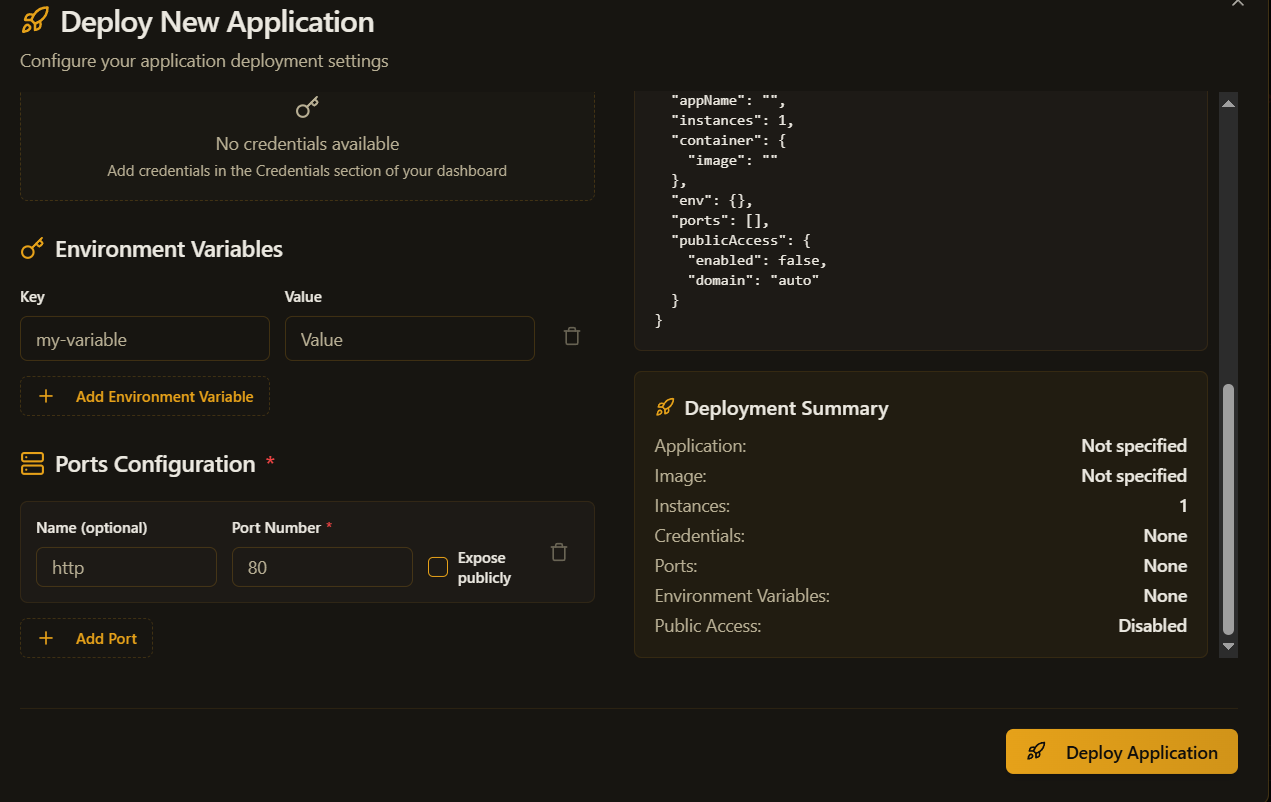 Deploy New Application
Configure your application deployment settings
No credentials available
Add credentials in the Credentials section of your dashboard
Environment Variables
Key
Value
my-variable
Value
Add Environment Variable
Ports Configuration *
Name (optional)
Port Number *
http
80
Expose
publicly
Add Port
"appName": "",
"instances": 1,
"container": {
"image": ""
},
"env": {},
"ports": [],
"publicAccess": {
"enabled": false,
"domain": "auto"
}
}
Deployment Summary
Application: Not specified
Image: Not specified
Instances: 1
Credentials: None
Ports: None
Environment Variables: None
Public Access: Disabled
Deploy Application